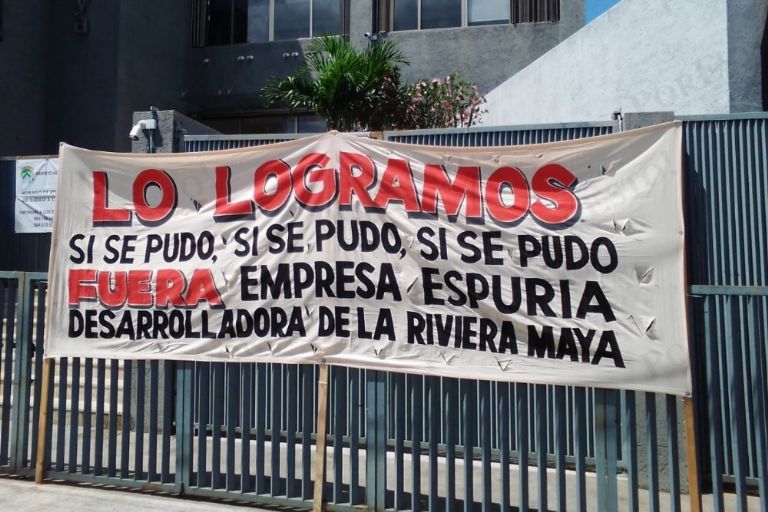 LO LOGRAMOS
SI SE PUDO, SI SE PUDO, SI SE PUDO
FUERA EMPRESA ESPURIA
DESARROLLADORA DE LA RIVIERA MAYA